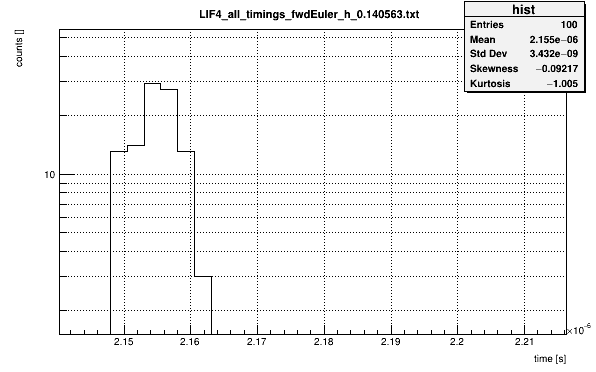 LIF4_all_timings_fwdEuler_h_0.140563.txt
hist
Entries 100
Mean 2.155e−06
Std Dev 3.432e−09
Skewness −0.09217
Kurtosis −1.005
counts []
10
2.15 2.16 2.17 2.18 2.19 2.2 2.21
×10⁻⁶
time [s]